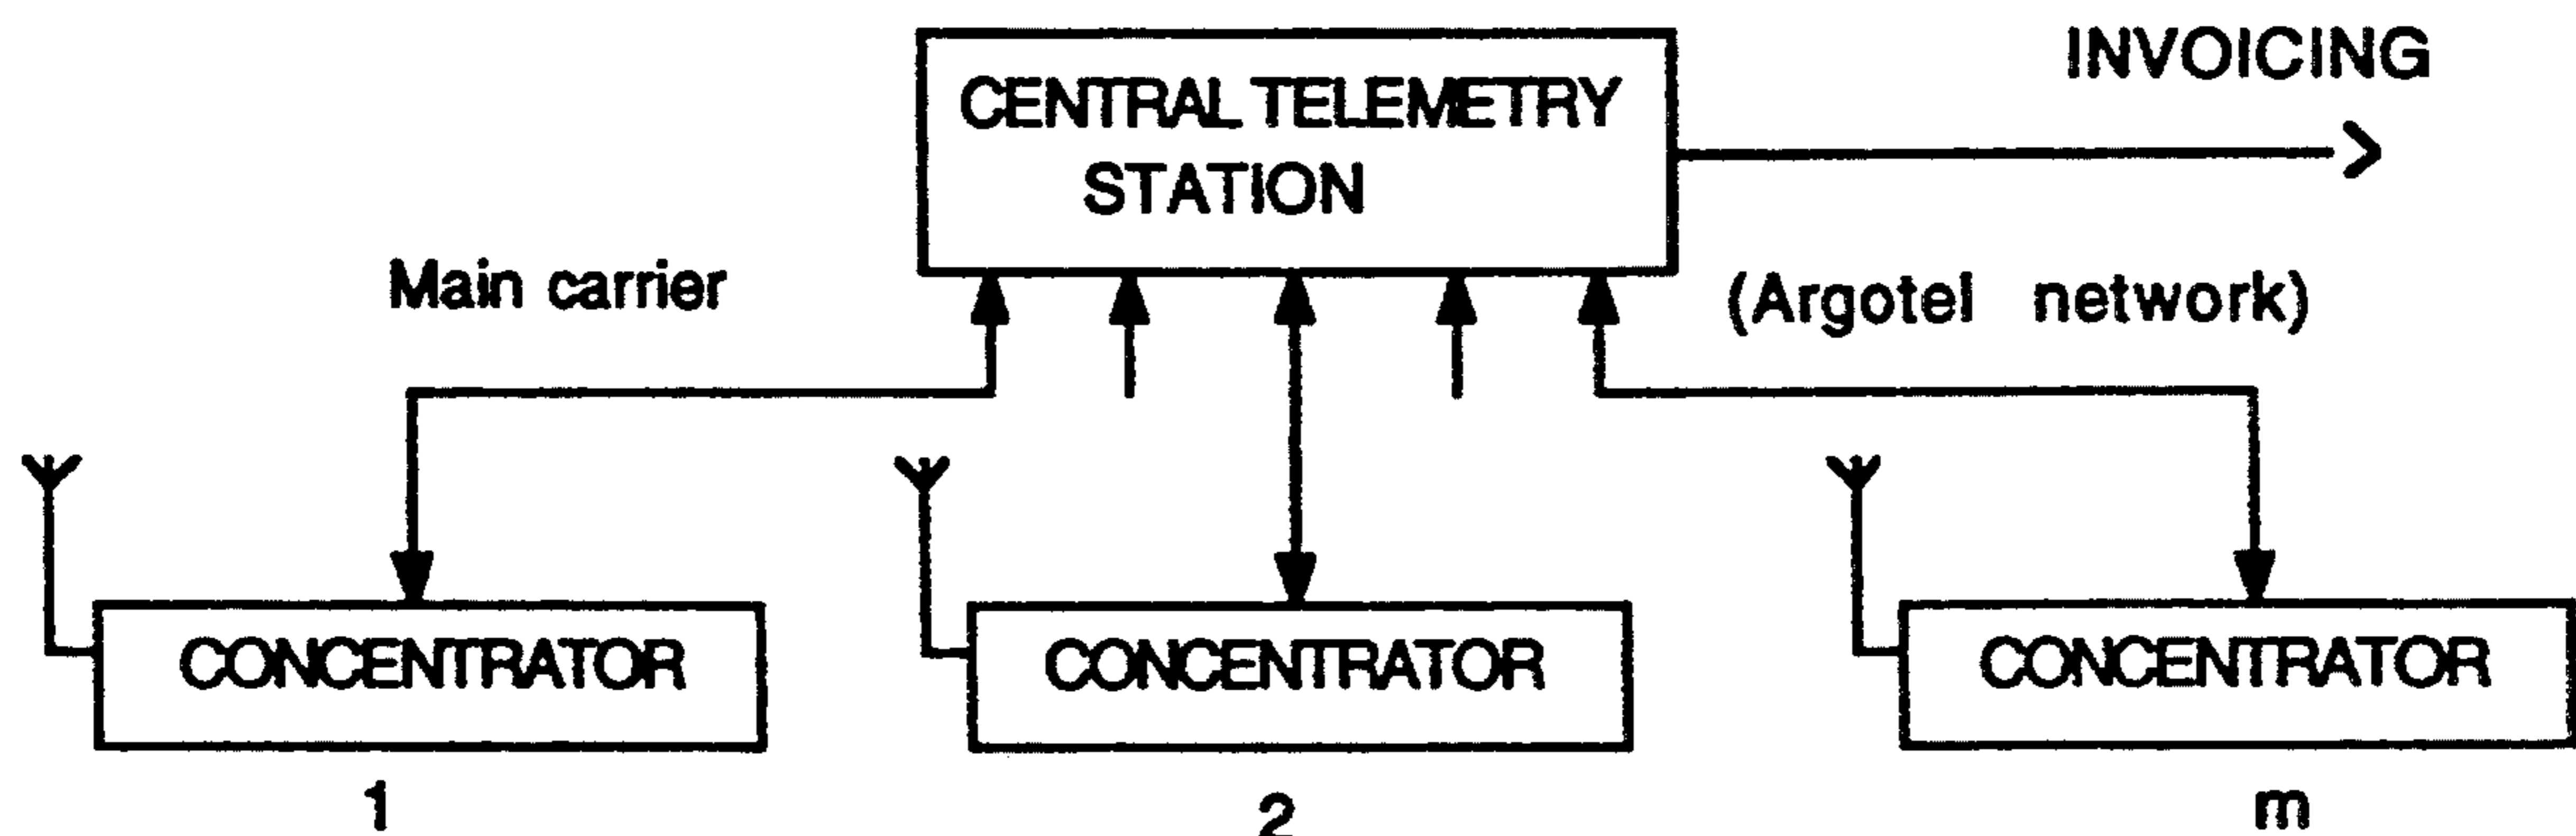 CENTRAL TELEMETRY
STATION
INVOICING
Main carrier
(Argotel network)
CONCENTRATOR
CONCENTRATOR
CONCENTRATOR
1
2
m